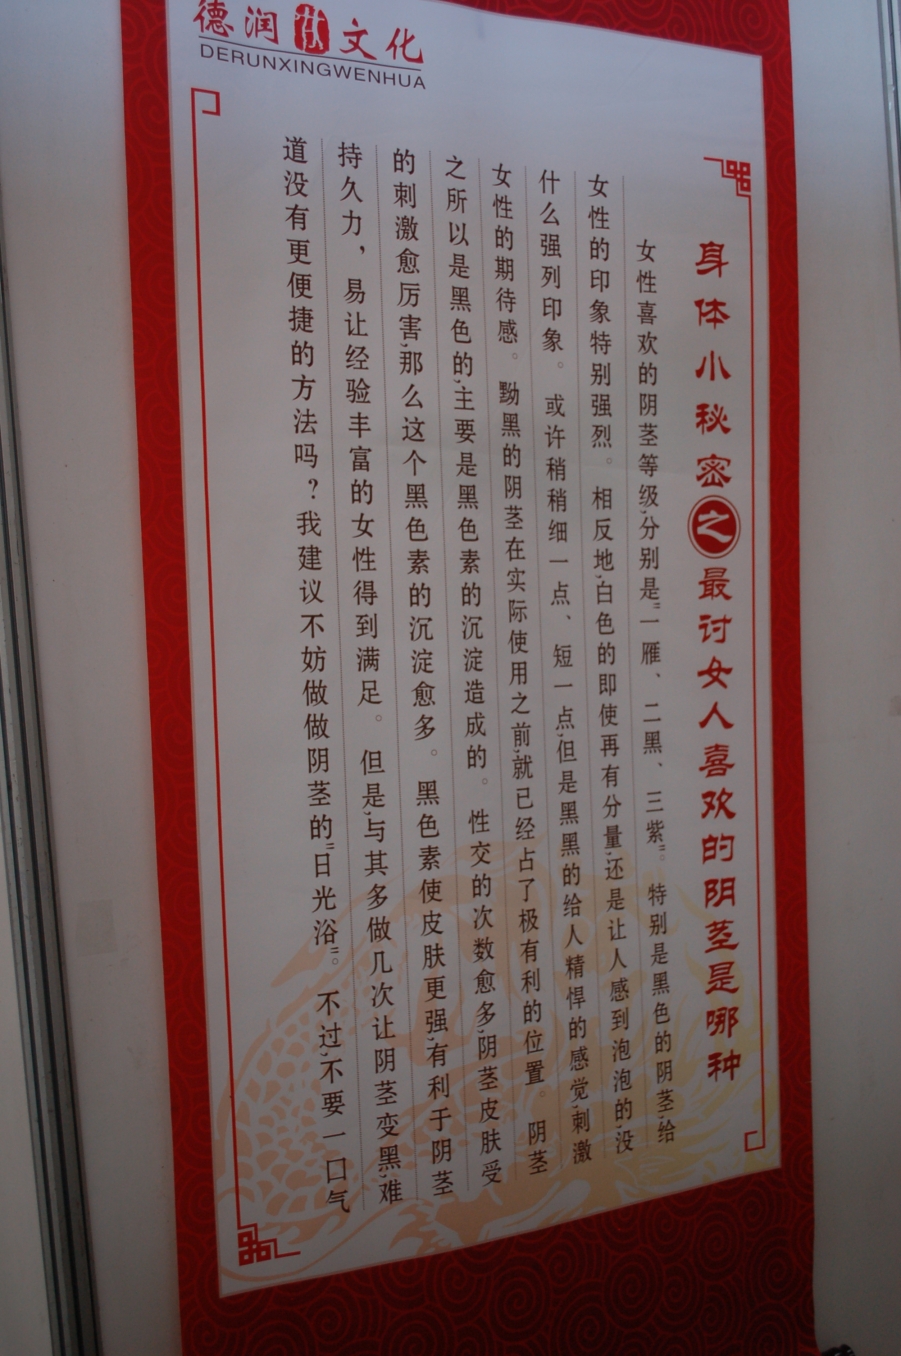 德润性文化
DERUNXINGWENHUA
身体小秘密之最讨女人喜欢的阴茎是哪种
女性喜欢的阴茎等级,分别是"一雁、二黑、三紫"。特别是黑色的阴茎,给
女性的印象特别强烈。相反地,白色的即使再有分量,还是让人感到泡泡的,没
什么强列印象。或许稍稍细一点、短一点,但是黑黑的给人精悍的感觉,刺激
女性的期待感。黝黑的阴茎在实际使用之前,就已经占了极有利的位置。阴茎
之所以是黑色的,主要是黑色素的沉淀造成的。性交的次数愈多,阴茎皮肤受
的刺激愈厉害,那么这个黑色素的沉淀愈多。黑色素使皮肤更强,有利于阴茎
持久力,易让经验丰富的女性得到满足。但是,与其多做几次让阴茎变黑,难
道没有更便捷的方法吗?我建议不妨做做阴茎的"日光浴"。不过,不要一口气